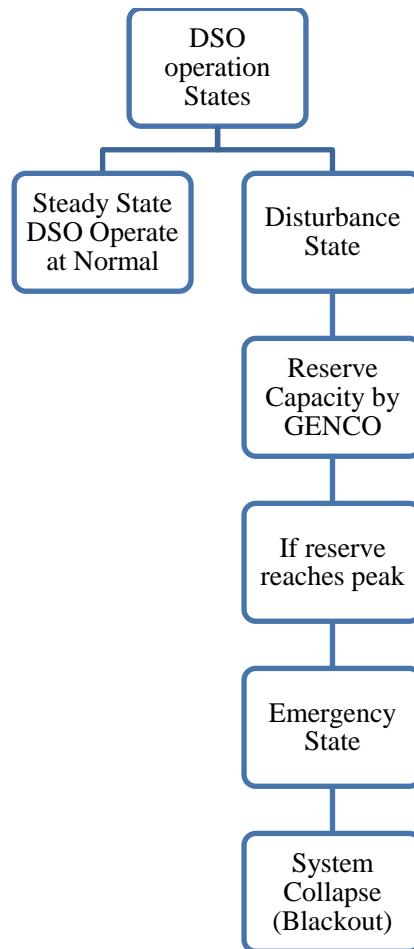 DSO
operation
States
Steady State
DSO Operate
at Normal
Disturbance
State
Reserve
Capacity by
GENCO
If reserve
reaches peak
Emergency
State
System
Collapse
(Blackout)